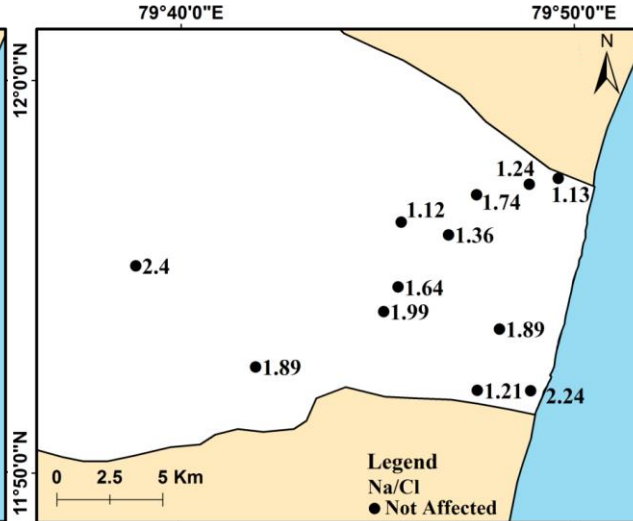 79°40'0"E
79°50'0"E
12°0'0"N
N
1.24
1.13
1.74
1.12
1.36
2.4
1.64
1.99
1.89
1.89
1.21
2.24
11°50'0"N
0 2.5 5 Km
Legend
Na/Cl
Not Affected